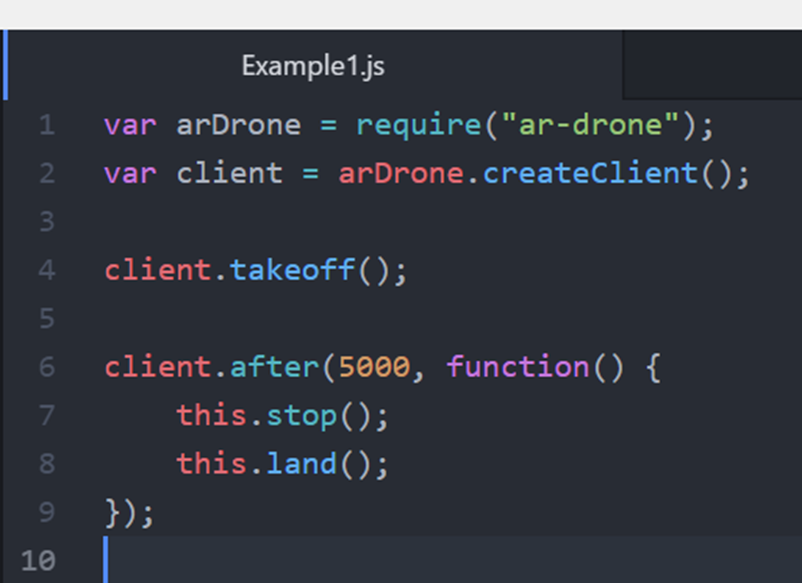 Example1.js
1 var arDrone = require("ar-drone");
2 var client = arDrone.createClient();
3
4 client.takeoff();
5
6 client.after(5000, function() {
7     this.stop();
8     this.land();
9 });
10